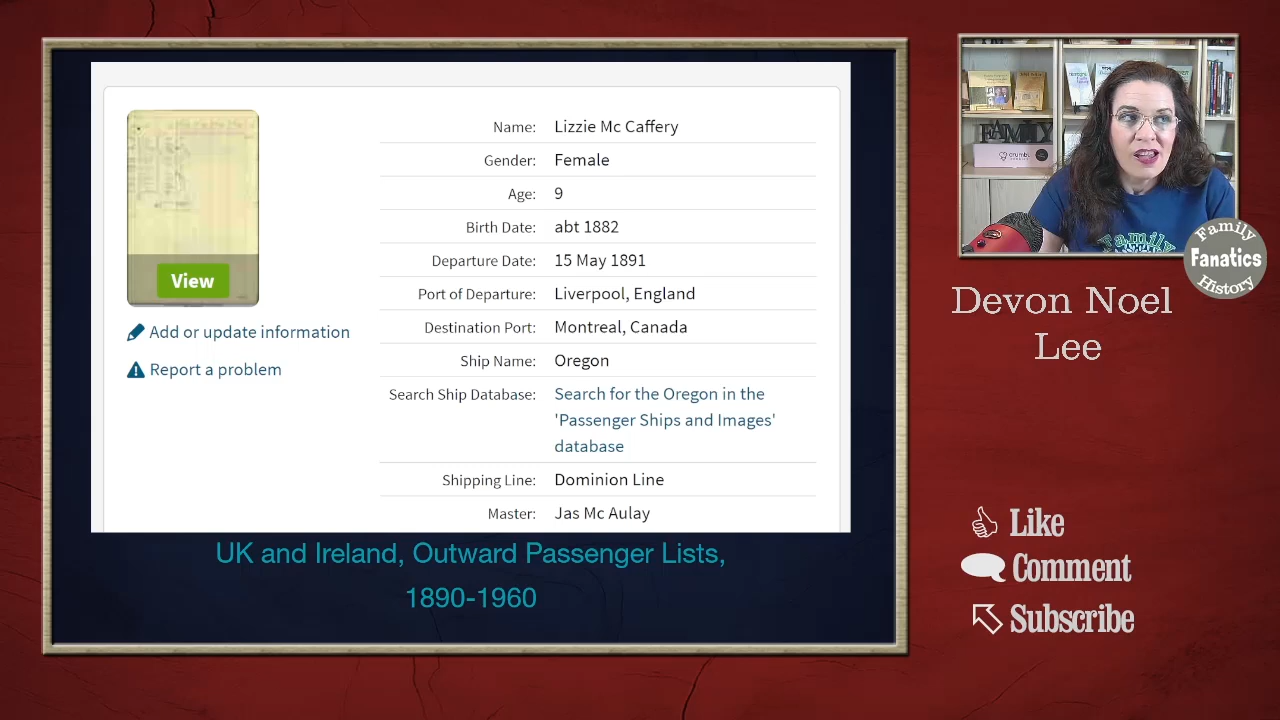 Name: Lizzie Mc Caffery
Gender: Female
Age: 9
Birth Date: abt 1882
Departure Date: 15 May 1891
Port of Departure: Liverpool, England
Destination Port: Montreal, Canada
Ship Name: Oregon
Search Ship Database: Search for the Oregon in the
'Passenger Ships and Images'
database
Shipping Line: Dominion Line
Master: Jas Mc Aulay
View
Add or update information
Report a problem
UK and Ireland, Outward Passenger Lists,
1890-1960
FAMILY
Family
Family
Fanatics
History
Devon Noel
Lee
Like
Comment
Subscribe